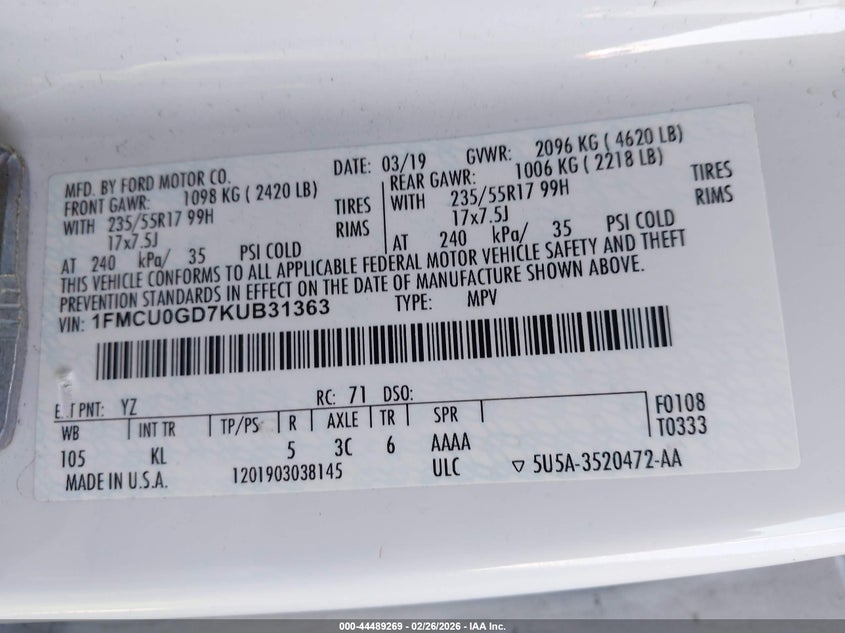 MFD. BY FORD MOTOR CO.
DATE: 03/19
GVWR: 2096 KG ( 4620 LB)
FRONT GAWR: 1098 KG ( 2420 LB)
REAR GAWR: 1006 KG ( 2218 LB)
WITH 235/55R17 99H TIRES
WITH 235/55R17 99H TIRES
17x7.5J RIMS
17x7.5J RIMS
AT 240 kPa/ 35 PSI COLD
AT 240 kPa/ 35 PSI COLD
THIS VEHICLE CONFORMS TO ALL APPLICABLE FEDERAL MOTOR VEHICLE SAFETY AND THEFT
PREVENTION STANDARDS IN EFFECT ON THE DATE OF MANUFACTURE SHOWN ABOVE.
VIN: 1FMCU0GD7KUB31363 TYPE: MPV
PNT: YZ RC: 71 DSO:
WB INT TR TP/PS R AXLE TR SPR F0108
T0333
105 KL 5 3C 6 AAAA
MADE IN U.S.A. 1201903038145 ULC ▽ 5U5A-3520472-AA
000-44489269 - 02/26/2026 - IAA Inc.